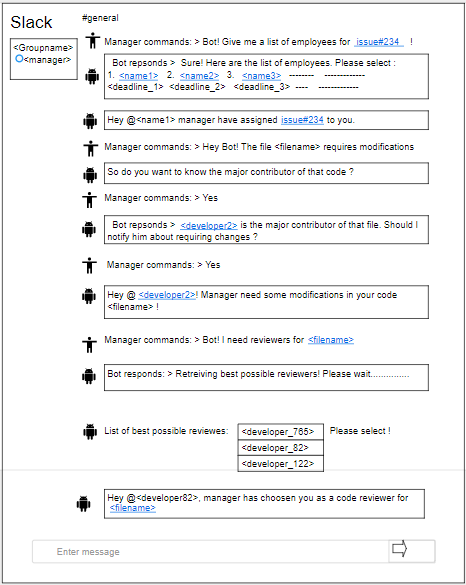 Slack
#general
<Groupname>
<manager>
Manager commands: > Bot! Give me a list of employees for issue#234 !
Bot repsonds > Sure! Here are the list of employees. Please select :
1. <name1> 2. <name2> 3. <name3> -------- -------------
<deadline_1> <deadline_2> <deadline_3> ---- -------------
Hey @<name1> manager have assigned issue#234 to you.
Manager commands: > Hey Bot! The file <filename> requires modifications
So do you want to know the major contributor of that code ?
Manager commands: > Yes
Bot repsonds > <developer2> is the major contributor of that file. Should I
notify him about requiring changes ?
Manager commands: > Yes
Hey @ <developer2>! Manager need some modifications in your code
<filename> !
Manager commands: > Bot! I need reviewers for <filename>
Bot responds: > Retreiving best possible reviewers! Please wait...............
List of best possible reviewes: <developer_765> Please select !
<developer_82>
<developer_122>
Hey @<developer82>, manager has choosen you as a code reviewer for
<filename>
Enter message